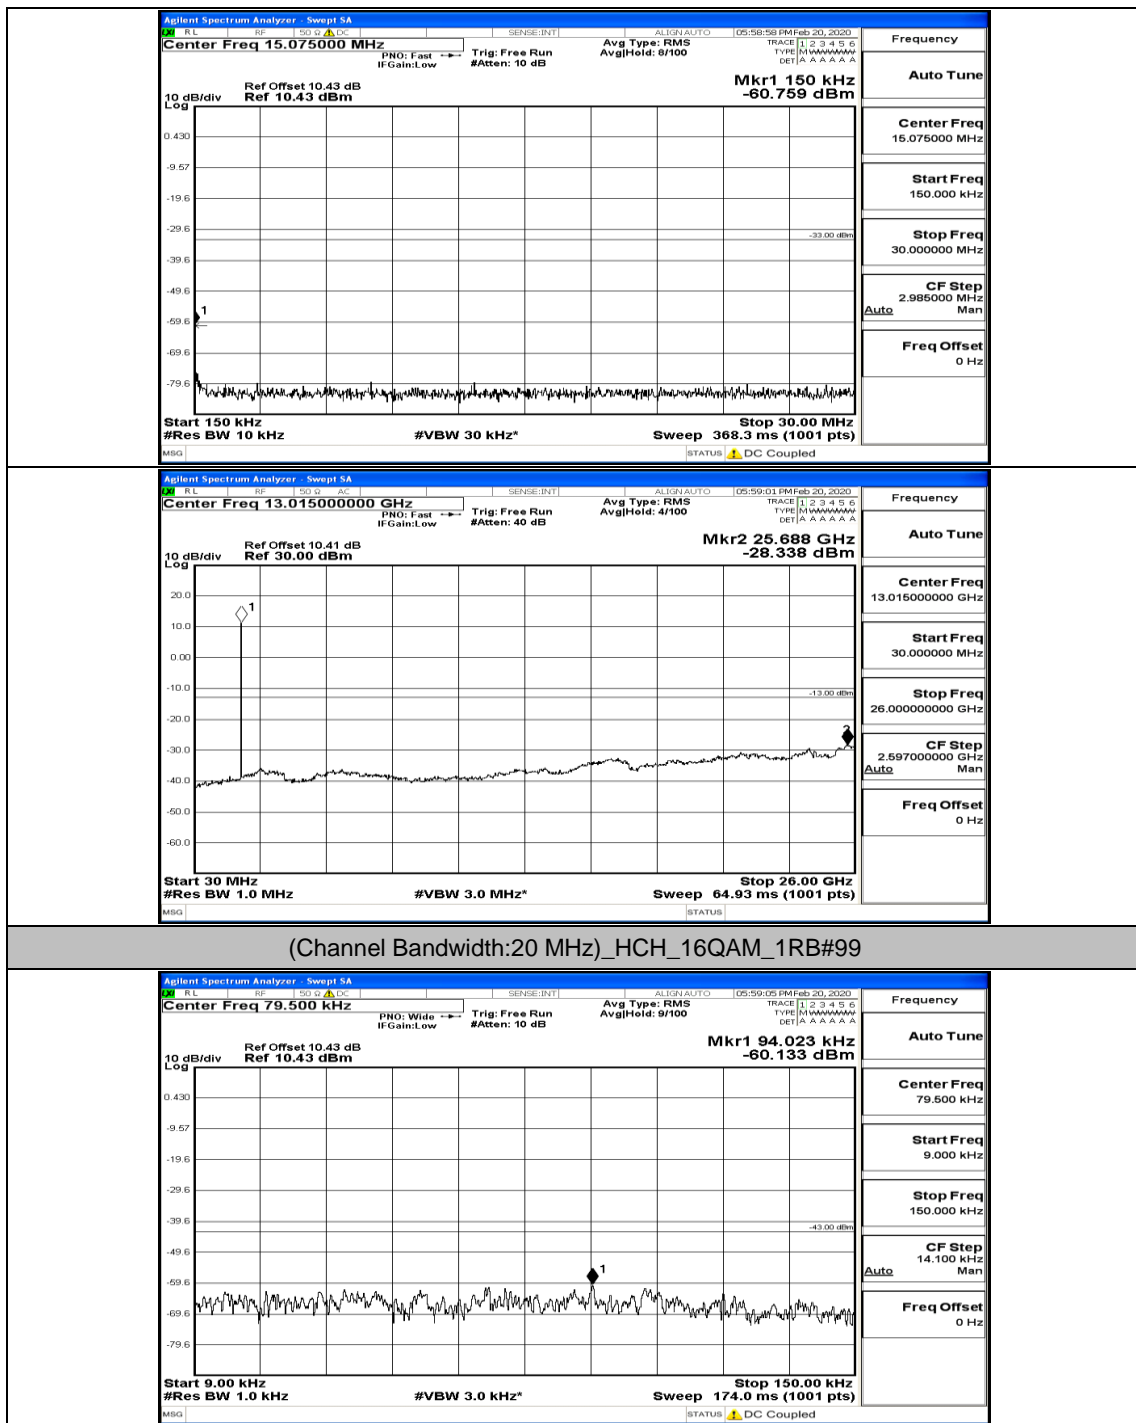 Agilent Spectrum Analyzer - Swept SA
LXI RL RF 50 Ω DC SENSE:INT ALIGN AUTO 05:58:58 PM Feb 20, 2020
Center Freq 15.075000 MHz
PNO: Fast Trig: Free Run
IFGain:Low #Atten: 10 dB
Avg Type: RMS
Avg|Hold: 8/100
TRACE 1 2 3 4 5 6
TYPE M WWWWW
DET A A A A A A
Ref Offset 10.43 dB
10 dB/div Ref 10.43 dBm
Log
Mkr1 150 kHz
-60.759 dBm
0.430
-9.57
-19.6
-29.6
-33.00 dBm
-39.6
-49.6
1
-59.6
-69.6
-79.6
Start 150 kHz Stop 30.00 MHz
#Res BW 10 kHz #VBW 30 kHz* Sweep 368.3 ms (1001 pts)
MSG STATUS DC Coupled
Frequency
Auto Tune
Center Freq
15.075000 MHz
Start Freq
150.000 kHz
Stop Freq
30.000000 MHz
CF Step
2.985000 MHz
Auto Man
Freq Offset
0 Hz
Agilent Spectrum Analyzer - Swept SA
LXI RL RF 50 Ω AC SENSE:INT ALIGN AUTO 05:59:01 PM Feb 20, 2020
Center Freq 13.015000000 GHz
PNO: Fast Trig: Free Run
IFGain:Low #Atten: 40 dB
Avg Type: RMS
Avg|Hold: 4/100
TRACE 1 2 3 4 5 6
TYPE M WWWWW
DET A A A A A A
Ref Offset 10.41 dB
10 dB/div Ref 30.00 dBm
Log
Mkr2 25.688 GHz
-28.338 dBm
20.0
1
10.0
0.00
-10.0
-13.00 dBm
-20.0
2
-30.0
-40.0
-50.0
-60.0
Start 30 MHz Stop 26.00 GHz
#Res BW 1.0 MHz #VBW 3.0 MHz* Sweep 64.93 ms (1001 pts)
MSG STATUS
Frequency
Auto Tune
Center Freq
13.015000000 GHz
Start Freq
30.000000 MHz
Stop Freq
26.000000000 GHz
CF Step
2.597000000 GHz
Auto Man
Freq Offset
0 Hz
(Channel Bandwidth:20 MHz)_HCH_16QAM_1RB#99
Agilent Spectrum Analyzer - Swept SA
LXI RL RF 50 Ω DC SENSE:INT ALIGN AUTO 05:59:05 PM Feb 20, 2020
Center Freq 79.500 kHz
PNO: Wide Trig: Free Run
IFGain:Low #Atten: 10 dB
Avg Type: RMS
Avg|Hold: 9/100
TRACE 1 2 3 4 5 6
TYPE M WWWWW
DET A A A A A A
Ref Offset 10.43 dB
10 dB/div Ref 10.43 dBm
Log
Mkr1 94.023 kHz
-60.133 dBm
0.430
-9.57
-19.6
-29.6
-39.6
-43.00 dBm
-49.6
1
-59.6
-69.6
-79.6
Start 9.00 kHz Stop 150.00 kHz
#Res BW 1.0 kHz #VBW 3.0 kHz* Sweep 174.0 ms (1001 pts)
MSG STATUS DC Coupled
Frequency
Auto Tune
Center Freq
79.500 kHz
Start Freq
9.000 kHz
Stop Freq
150.000 kHz
CF Step
14.100 kHz
Auto Man
Freq Offset
0 Hz